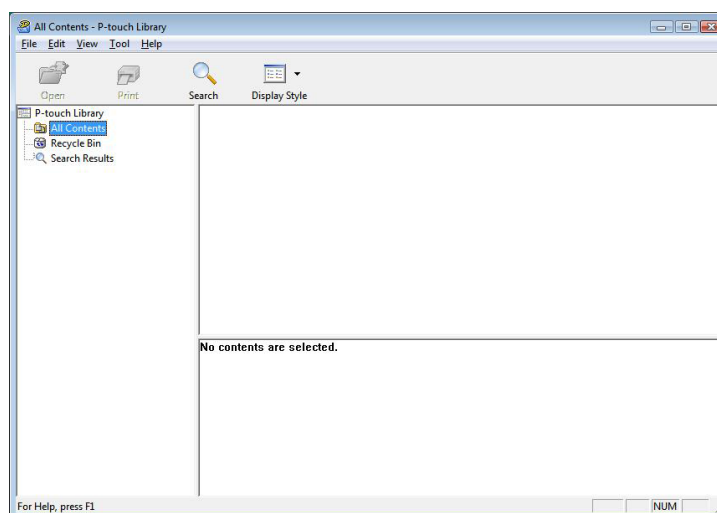 All Contents - P-touch Library
File Edit View Tool Help
Open Print Search Display Style
P-touch Library
All Contents
Recycle Bin
Search Results
No contents are selected.
For Help, press F1
NUM